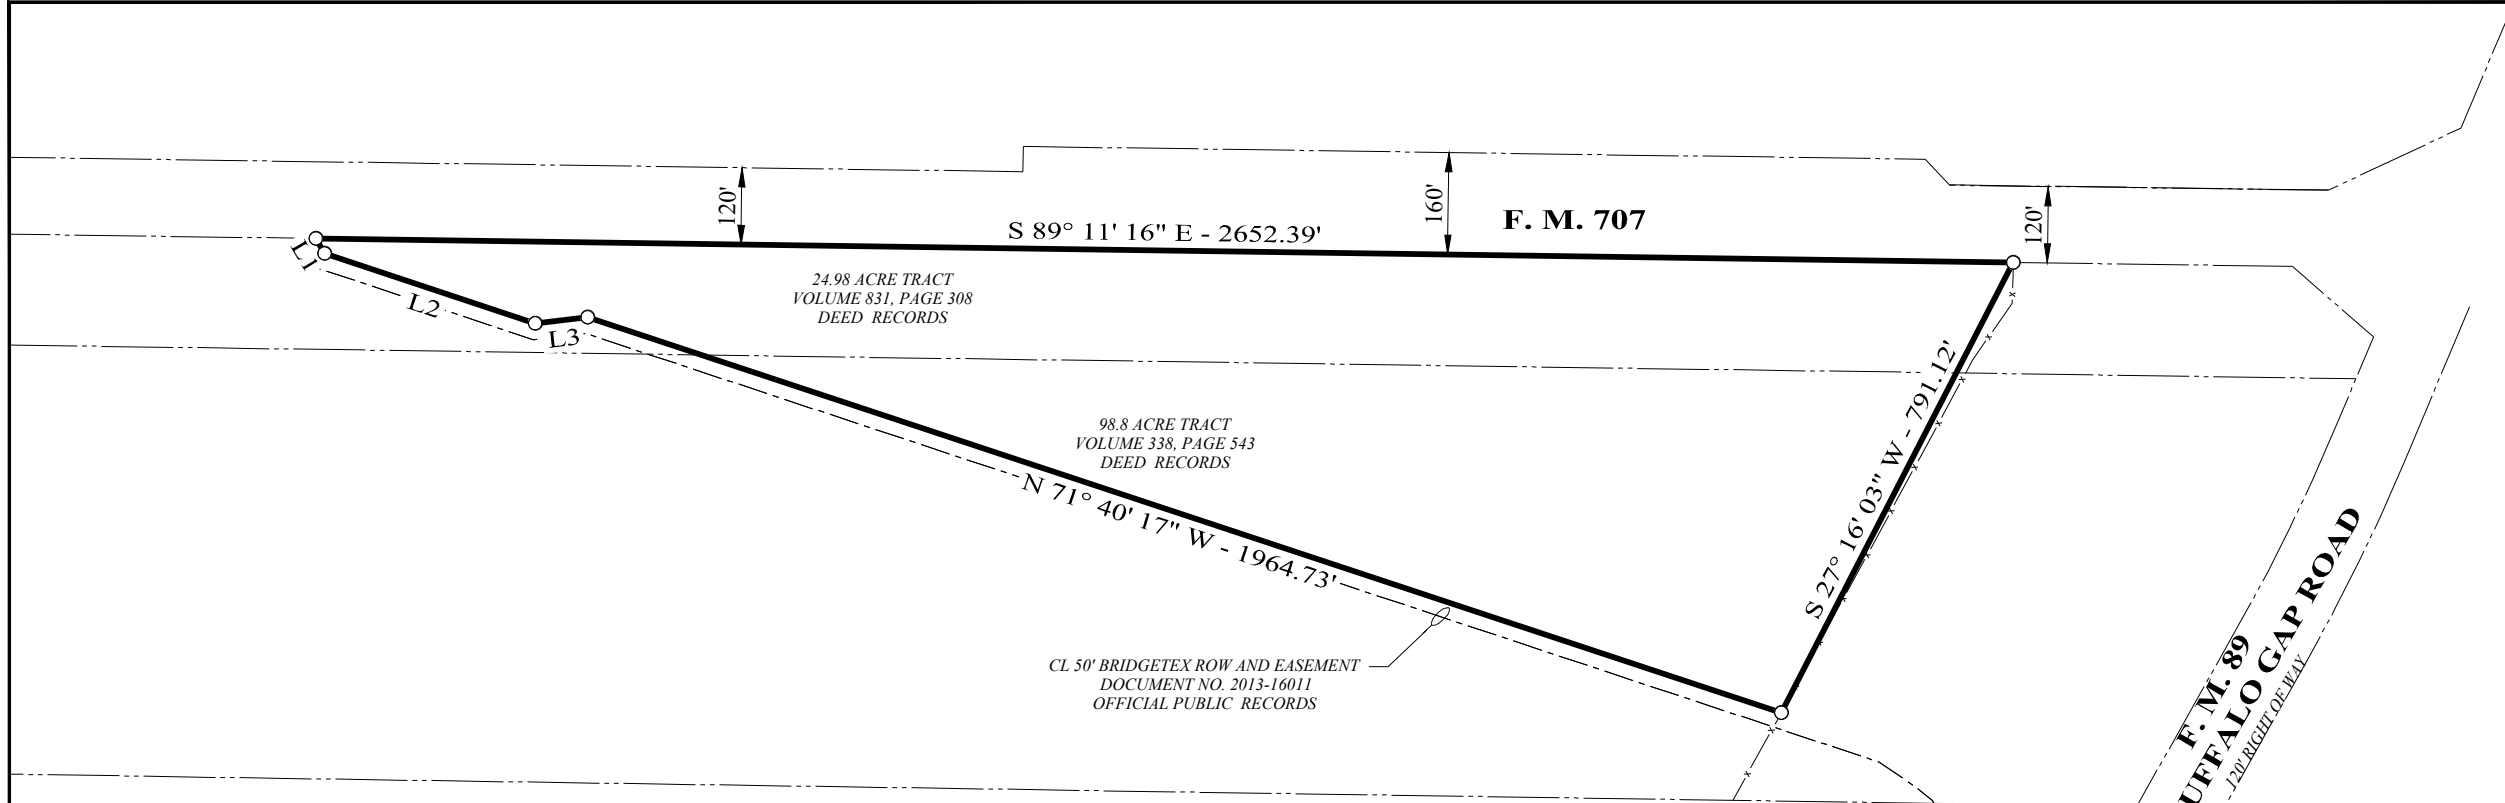 120'
160'
F. M. 707
120'
S 89° 11' 16" E - 2652.39'
L1
L2
L3
24.98 ACRE TRACT
VOLUME 831, PAGE 308
DEED RECORDS
98.8 ACRE TRACT
VOLUME 338, PAGE 543
DEED RECORDS
S 27° 16' 03" W - 791.12'
N 71° 40' 17" W - 1964.73'
CL 50' BRIDGETEX ROW AND EASEMENT
DOCUMENT NO. 2013-16011
OFFICIAL PUBLIC RECORDS
F. M. 89
UFFALO GAP ROAD
120' RIGHT OF WAY